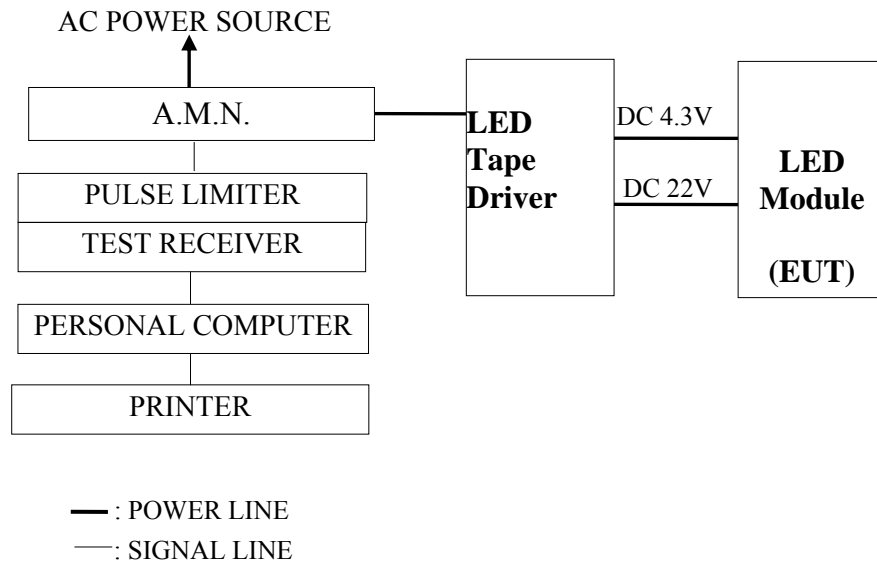 AC POWER SOURCE
A.M.N.
PULSE LIMITER
TEST RECEIVER
PERSONAL COMPUTER
PRINTER
LED
Tape
Driver
DC 4.3V
DC 22V
LED
Module
(EUT)
: POWER LINE
: SIGNAL LINE